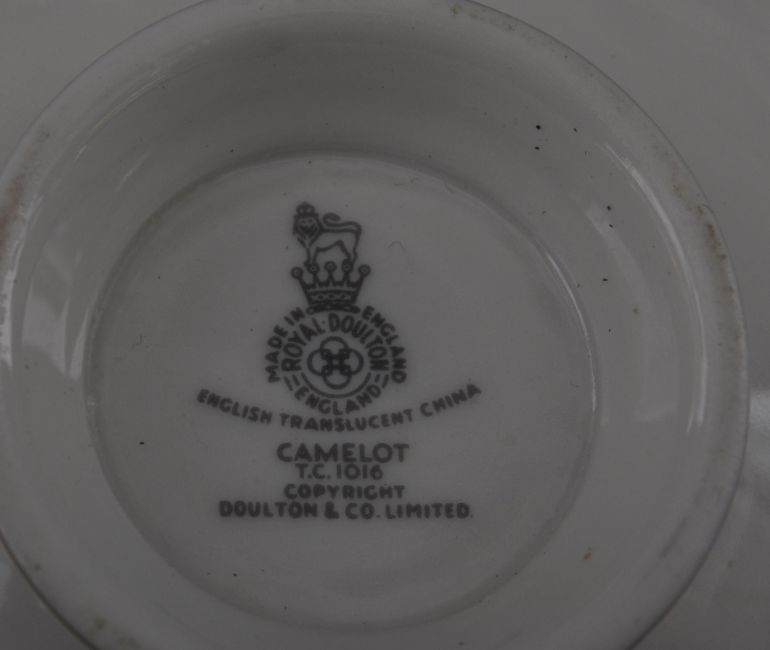 MADE IN ENGLAND
ROYAL·DOULTON
ENGLAND
ENGLISH TRANSLUCENT CHINA
CAMELOT
T.C. 1016
COPYRIGHT
DOULTON & CO. LIMITED.